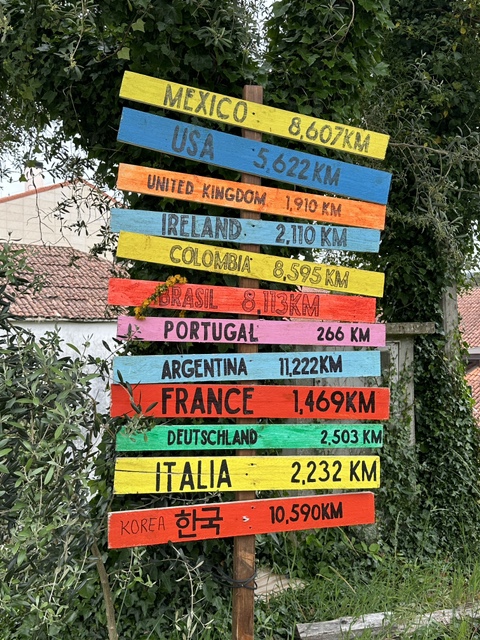 MEXICO 8,607KM
USA 5,622KM
UNITED KINGDOM 1,910 KM
IRELAND 2,110 KM
COLOMBIA 8,595 KM
BRASIL 8,113KM
PORTUGAL 266 KM
ARGENTINA 11,222KM
FRANCE 1,469KM
DEUTSCHLAND 2,503 KM
ITALIA 2,232 KM
KOREA 한국 10,590KM